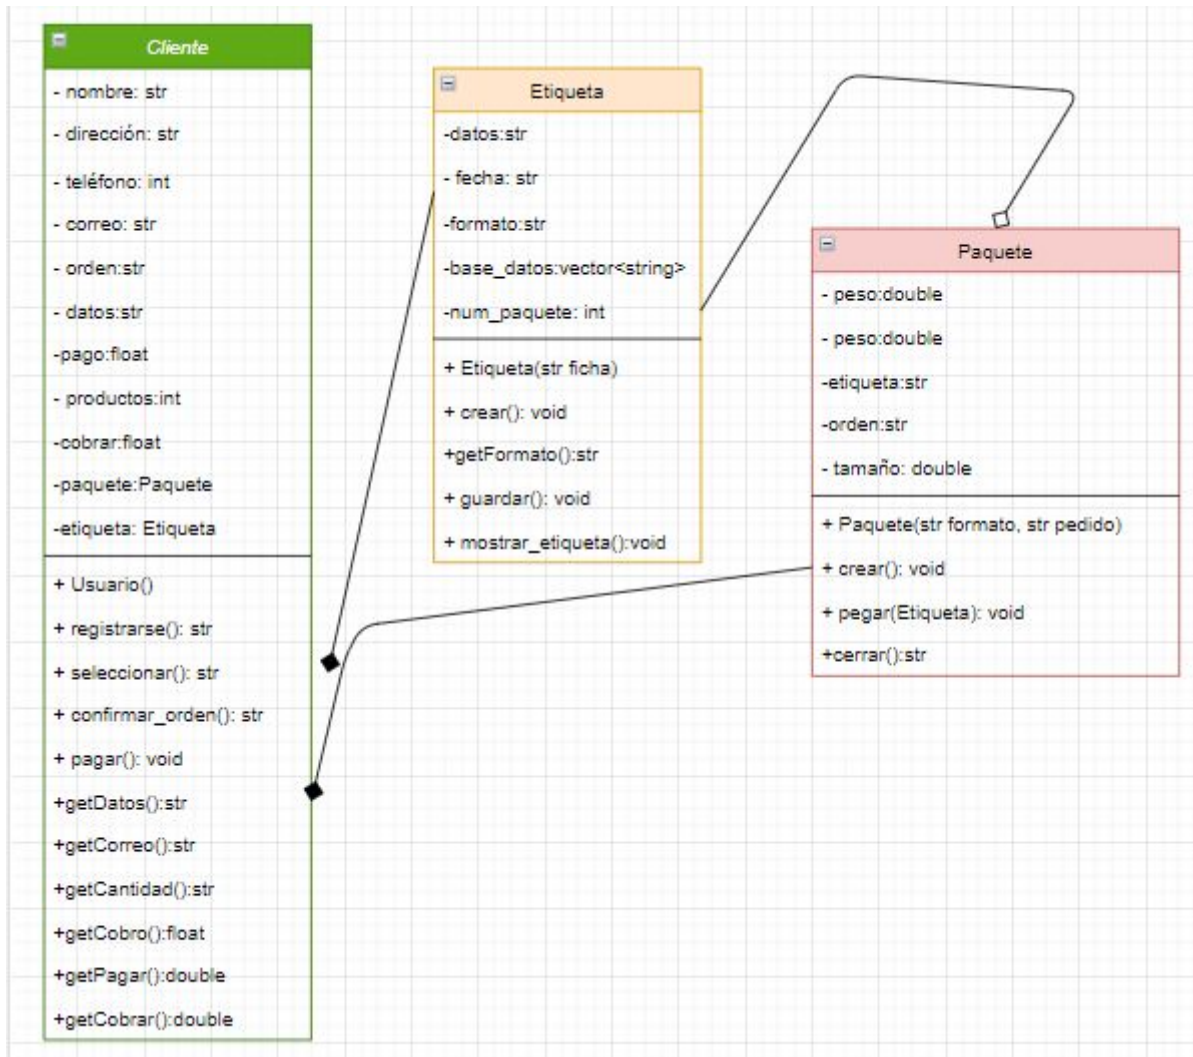 Cliente
- nombre: str
- dirección: str
- teléfono: int
- correo: str
- orden:str
- datos:str
-pago:float
- productos:int
-cobrar:float
-paquete:Paquete
-etiqueta: Etiqueta
+ Usuario()
+ registrarse(): str
+ seleccionar(): str
+ confirmar_orden(): str
+ pagar(): void
+getDatos():str
+getCorreo():str
+getCantidad():str
+getCobro():float
+getPagar():double
+getCobrar():double
Etiqueta
-datos:str
- fecha: str
-formato:str
-base_datos:vector<string>
-num_paquete: int
+ Etiqueta(str ficha)
+ crear(): void
+getFormato():str
+ guardar(): void
+ mostrar_etiqueta():void
Paquete
- peso:double
- peso:double
-etiqueta:str
-orden:str
- tamaño: double
+ Paquete(str formato, str pedido)
+ crear(): void
+ pegar(Etiqueta): void
+cerrar():str